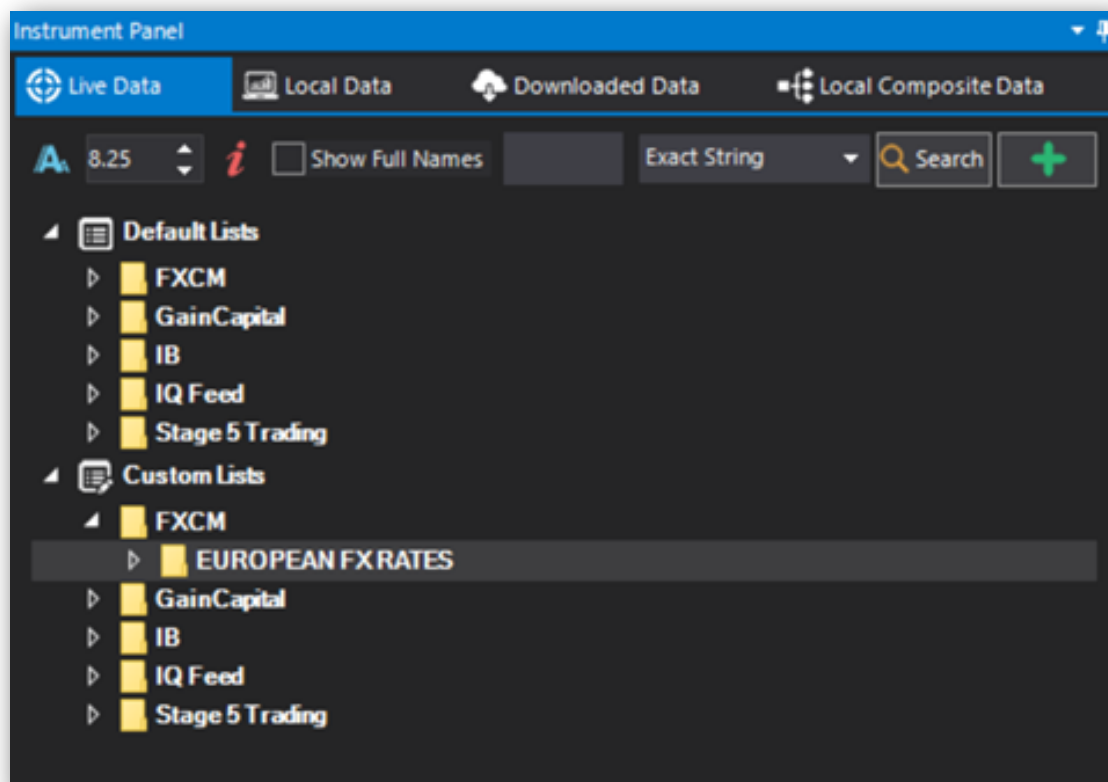 Instrument Panel
Live Data Local Data Downloaded Data Local Composite Data
8.25 Show Full Names Exact String Search
Default Lists
FXCM
GainCapital
IB
IQ Feed
Stage 5 Trading
Custom Lists
FXCM
EUROPEAN FX RATES
GainCapital
IB
IQ Feed
Stage 5 Trading